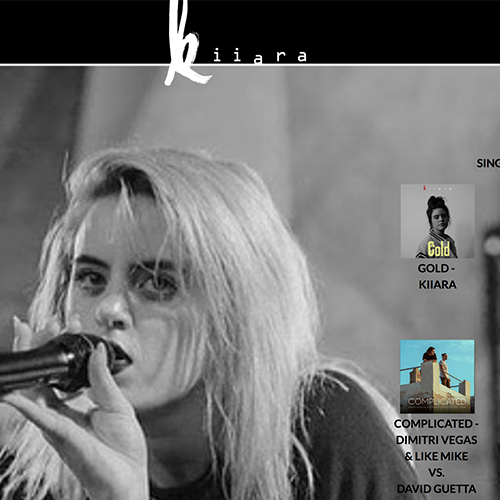 kiiara
SING
kiiara
Gold
GOLD -
KIIARA
COMPLICATED
COMPLICATED -
DIMITRI VEGAS
& LIKE MIKE
VS.
DAVID GUETTA